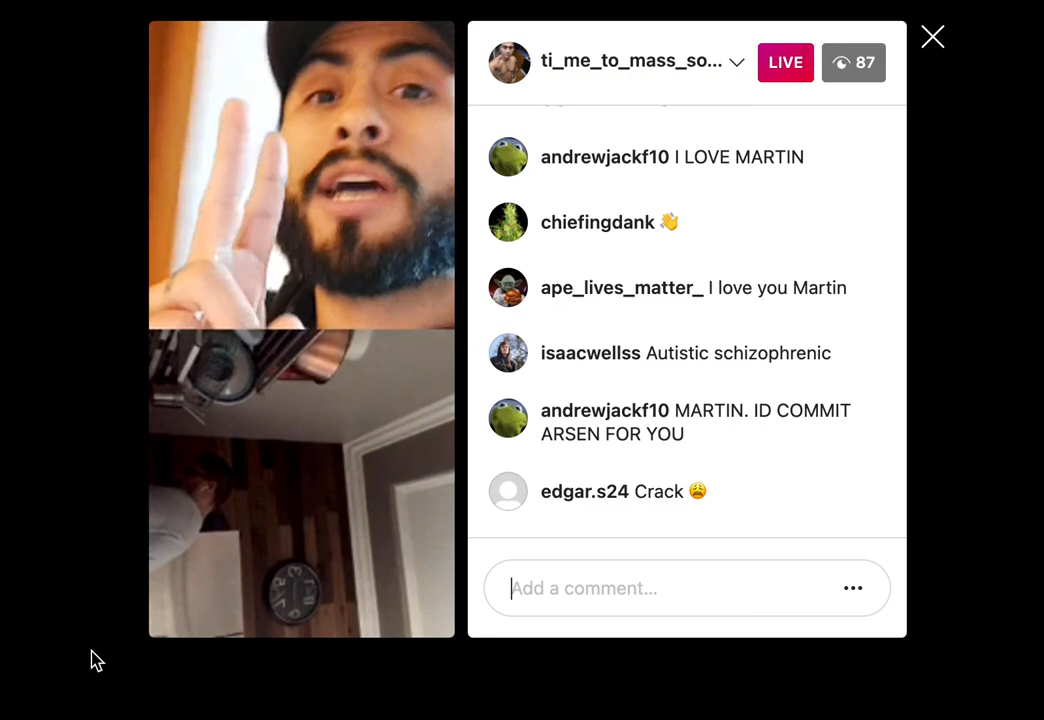 ti_me_to_mass_so...
LIVE
87
andrewjackf10 I LOVE MARTIN
chiefingdank 👋
ape_lives_matter_ I love you Martin
isaacwellss Autistic schizophrenic
andrewjackf10 MARTIN. ID COMMIT
ARSEN FOR YOU
edgar.s24 Crack 😩
Add a comment...